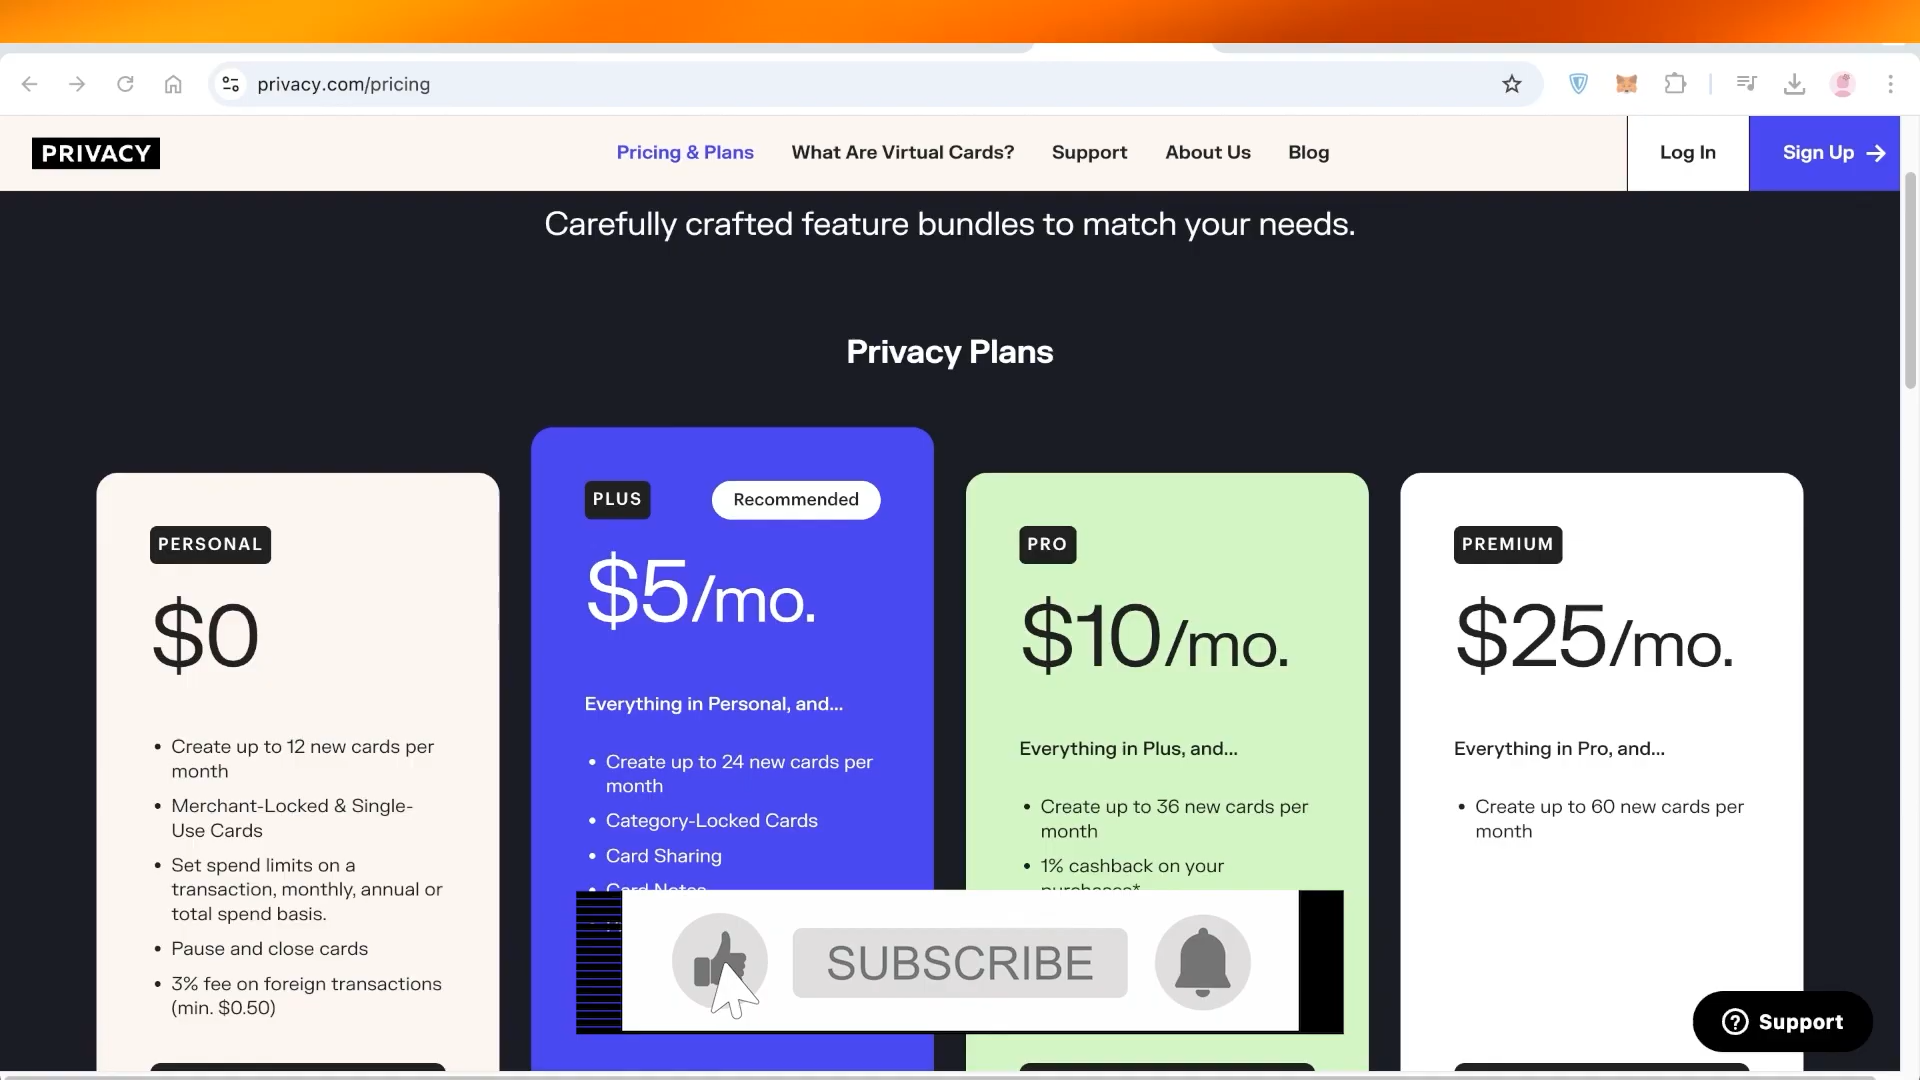 privacy.com/pricing
PRIVACY
Pricing & Plans
What Are Virtual Cards?
Support
About Us
Blog
Log In
Sign Up
Carefully crafted feature bundles to match your needs.
Privacy Plans
PERSONAL
$0
• Create up to 12 new cards per
month
• Merchant-Locked & Single-
Use Cards
• Set spend limits on a
transaction, monthly, annual or
total spend basis.
• Pause and close cards
• 3% fee on foreign transactions
(min. $0.50)
PLUS
Recommended
$5/mo.
Everything in Personal, and...
• Create up to 24 new cards per
month
• Category-Locked Cards
• Card Sharing
• Card Notes
PRO
$10/mo.
Everything in Plus, and...
• Create up to 36 new cards per
month
• 1% cashback on your
purchases*
PREMIUM
$25/mo.
Everything in Pro, and...
• Create up to 60 new cards per
month
SUBSCRIBE
Support